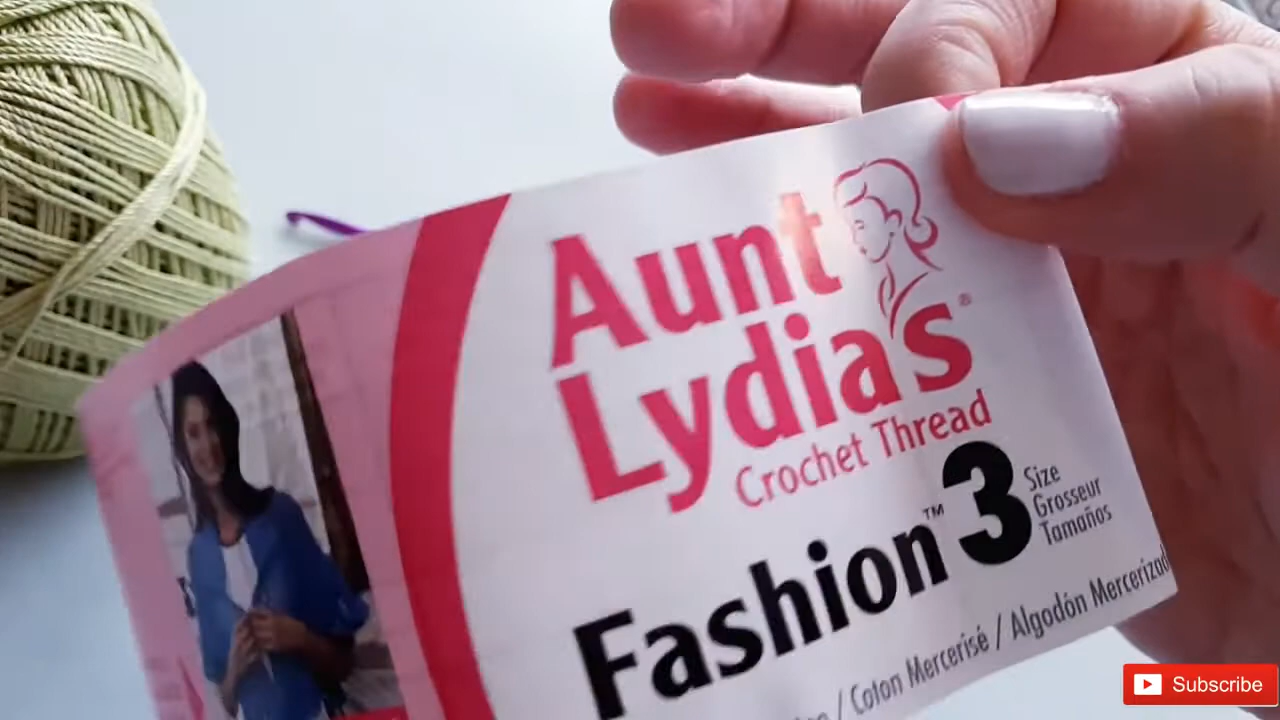 Aunt
Lydia's®
Crochet Thread
Fashion™ 3
Size
Grosseur
Tamaños
/ Coton Mercerisé / Algodón Mercerizad
Subscribe